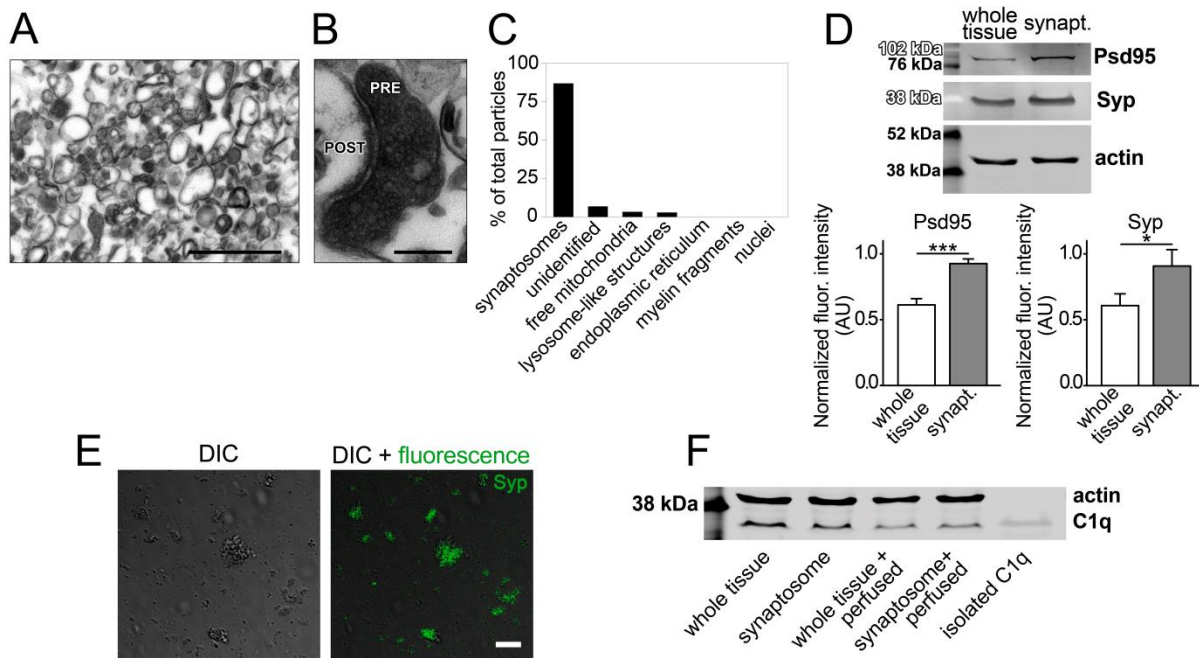 A
B
PRE
POST
C
% of total particles
100
75
50
25
0
synaptosomes
unidentified
free mitochondria
lysosome-like structures
endoplasmic reticulum
myelin fragments
nuclei
D
whole
tissue
synapt.
102 kDa
76 kDa
Psd95
38 kDa
Syp
52 kDa
38 kDa
actin
Psd95
Normalized fluor. intensity
(AU)
1.0
0.5
0.0
***
whole
tissue
synapt.
Syp
Normalized fluor. intensity
(AU)
1.0
0.5
0.0
*
whole
tissue
synapt.
E
DIC
DIC + fluorescence
Syp
F
38 kDa
actin
C1q
whole tissue
synaptosome
whole tissue +
perfused
synaptosome+
perfused
isolated C1q